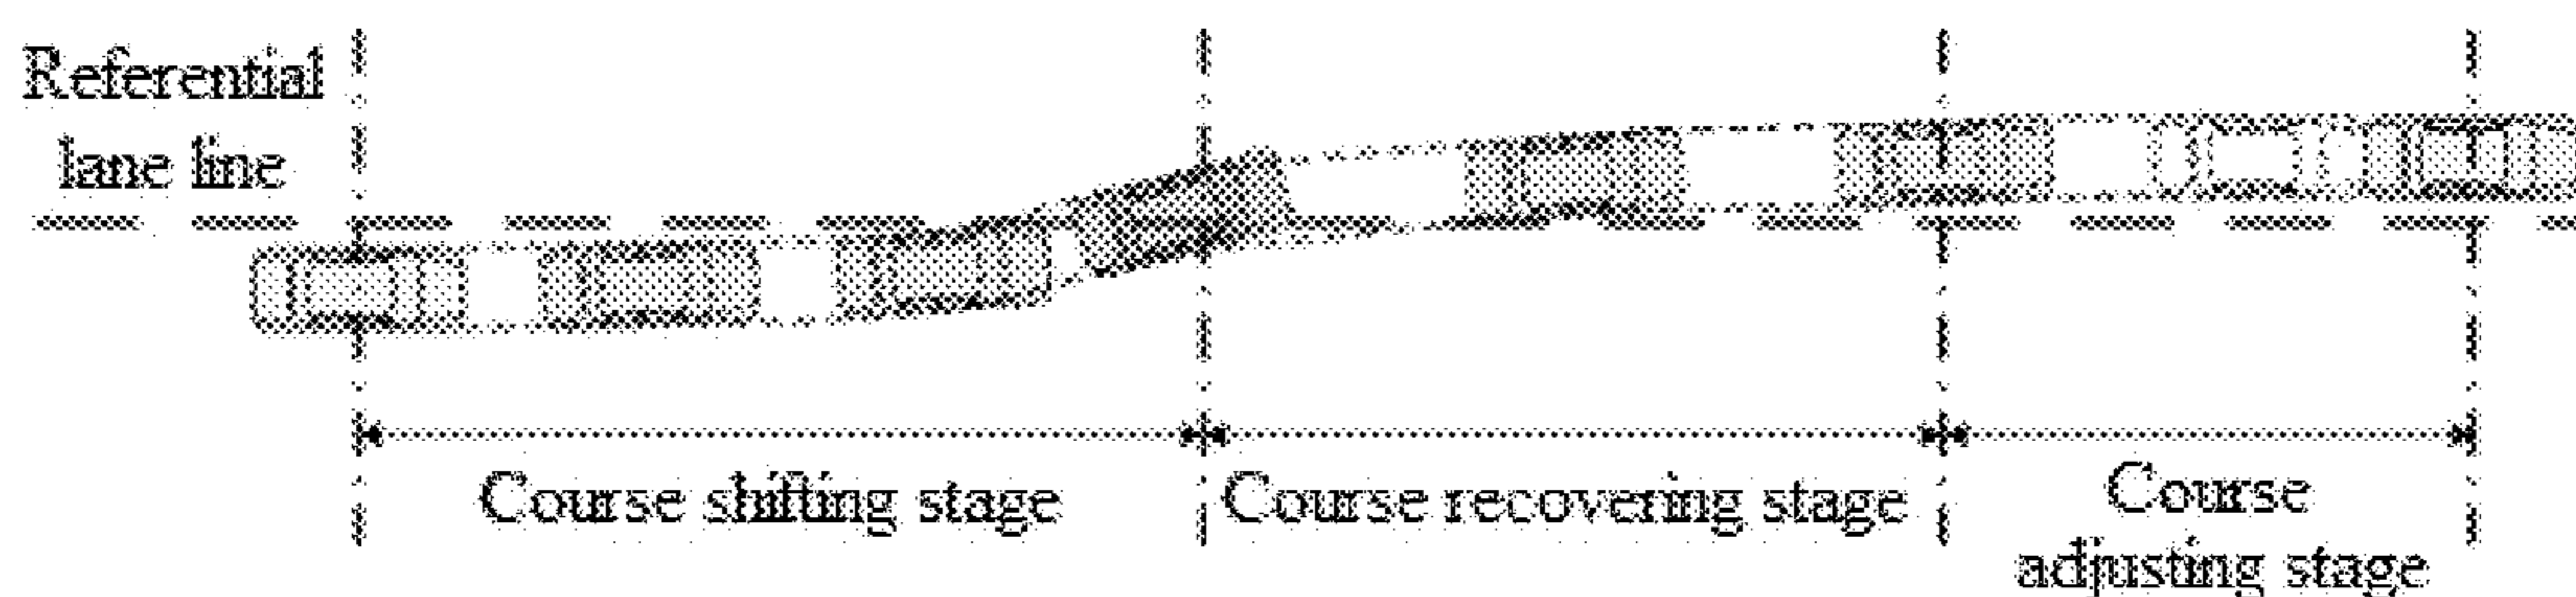 Referential
lane line
Course shifting stage
Course recovering stage
Course
adjusting stage